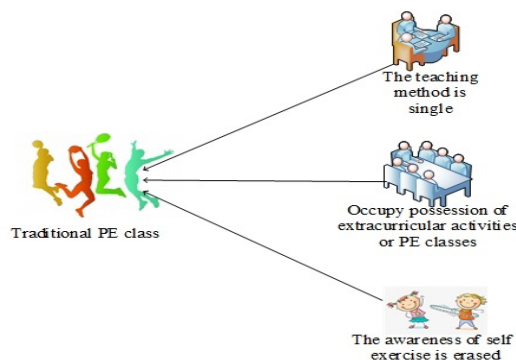 The teaching
method is
single
Traditional PE class
Occupy possession of
extracurricular activities
or PE classes
The awareness of self
exercise is erased